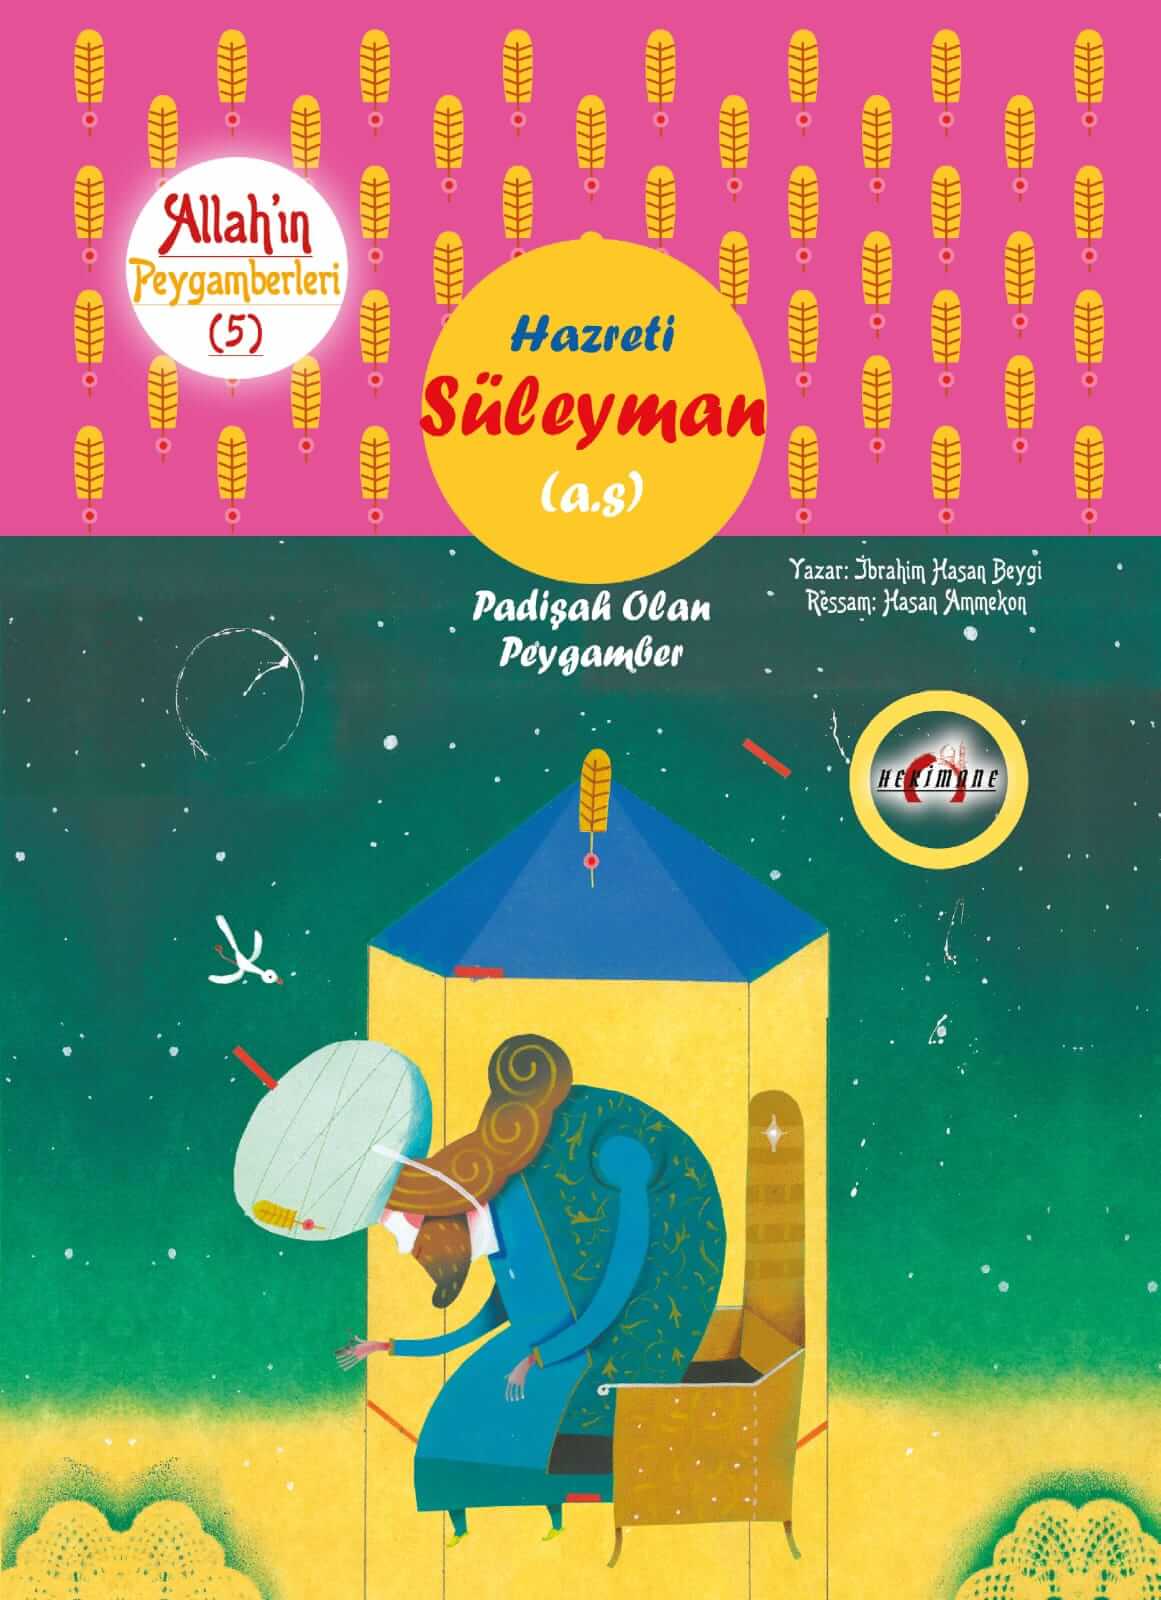 Allah'ın
Peygamberleri
(5)
Hazreti
Süleyman
(a.s)
Padişah Olan
Peygamber
Yazar: İbrahim Hasan Beygi
Ressam: Hasan Ammekon
HEKİMANE